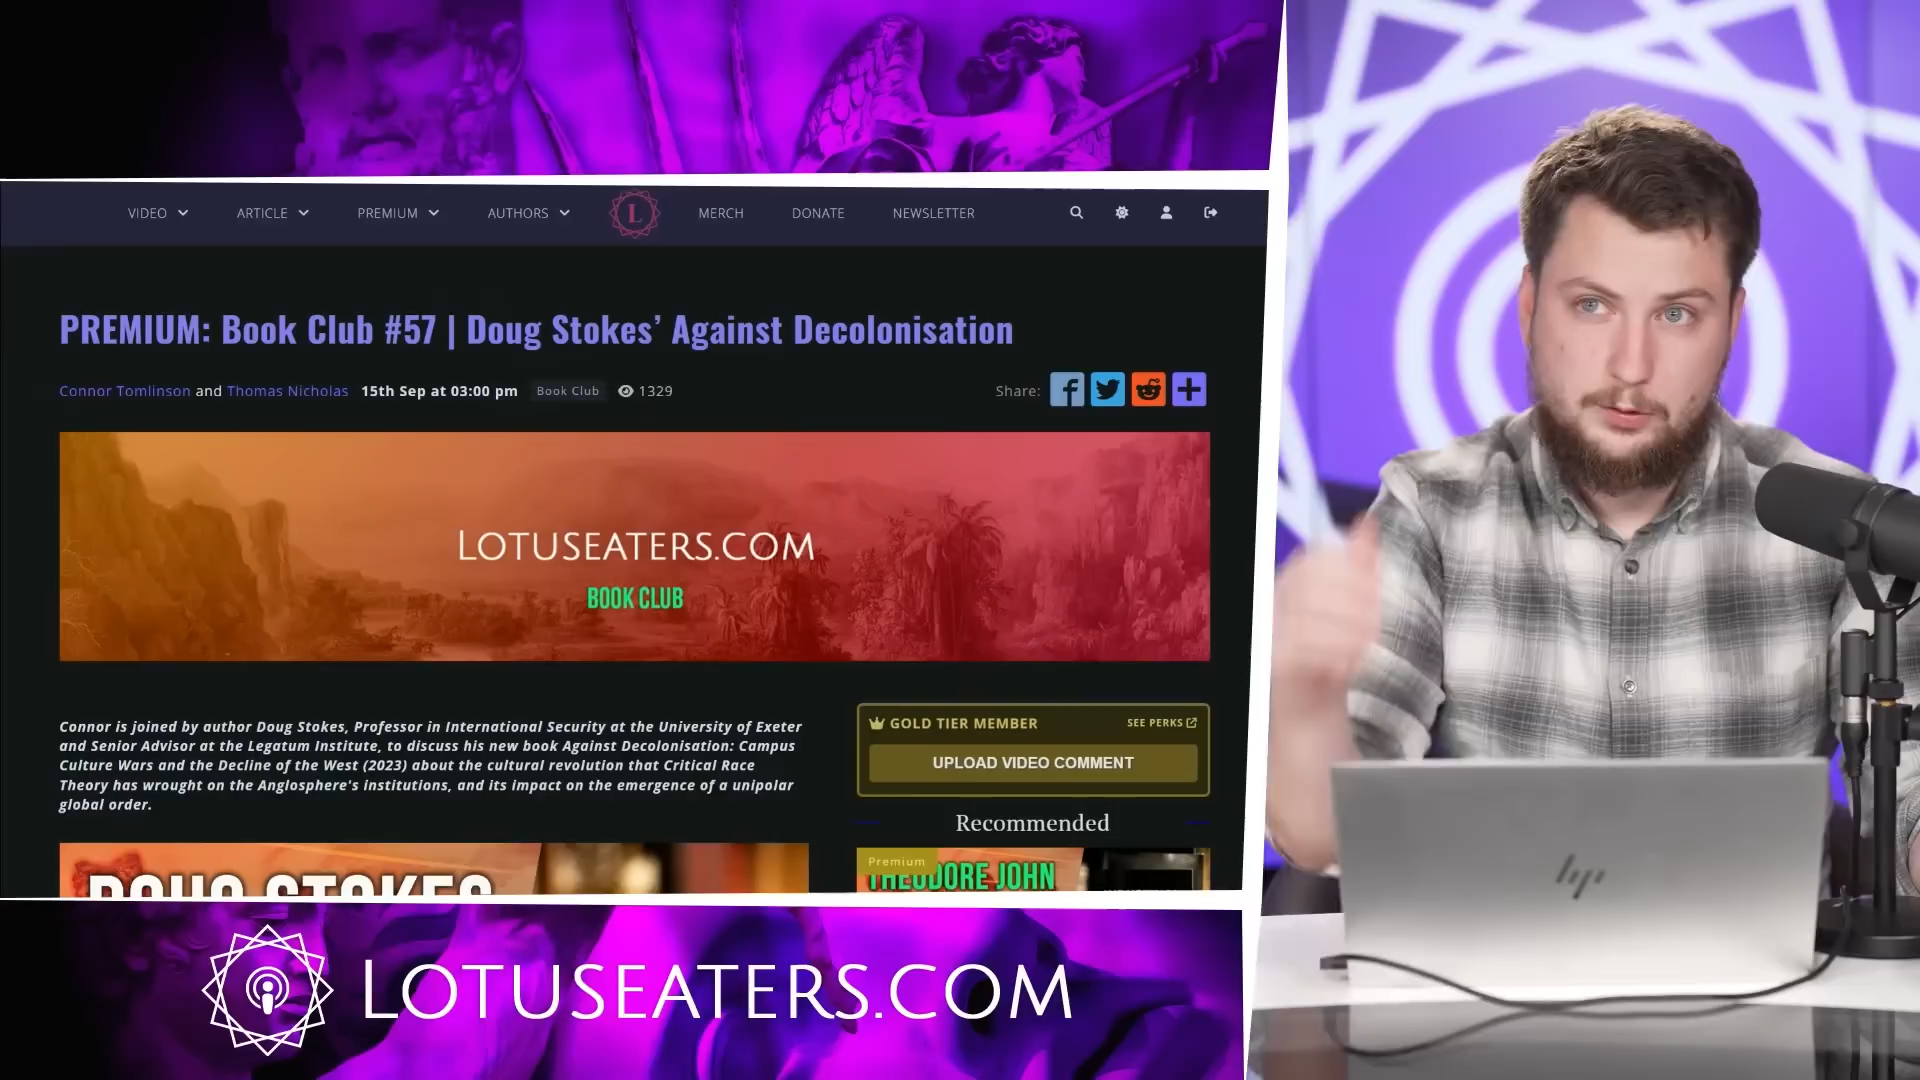 VIDEO ARTICLE PREMIUM AUTHORS L MERCH DONATE NEWSLETTER
PREMIUM: Book Club #57 | Doug Stokes’ Against Decolonisation
Connor Tomlinson and Thomas Nicholas 15th Sep at 03:00 pm Book Club 1329 Share:
LOTUSEATERS.COM
BOOK CLUB
Connor is joined by author Doug Stokes, Professor in International Security at the University of Exeter
and Senior Advisor at the Legatum Institute, to discuss his new book Against Decolonisation: Campus
Culture Wars and the Decline of the West (2023) about the cultural revolution that Critical Race
Theory has wrought on the Anglosphere's institutions, and its impact on the emergence of a unipolar
global order.
GOLD TIER MEMBER SEE PERKS
UPLOAD VIDEO COMMENT
Recommended
Premium
THEODORE JOHN
DOUG STOKES
LOTUSEATERS.COM
hp